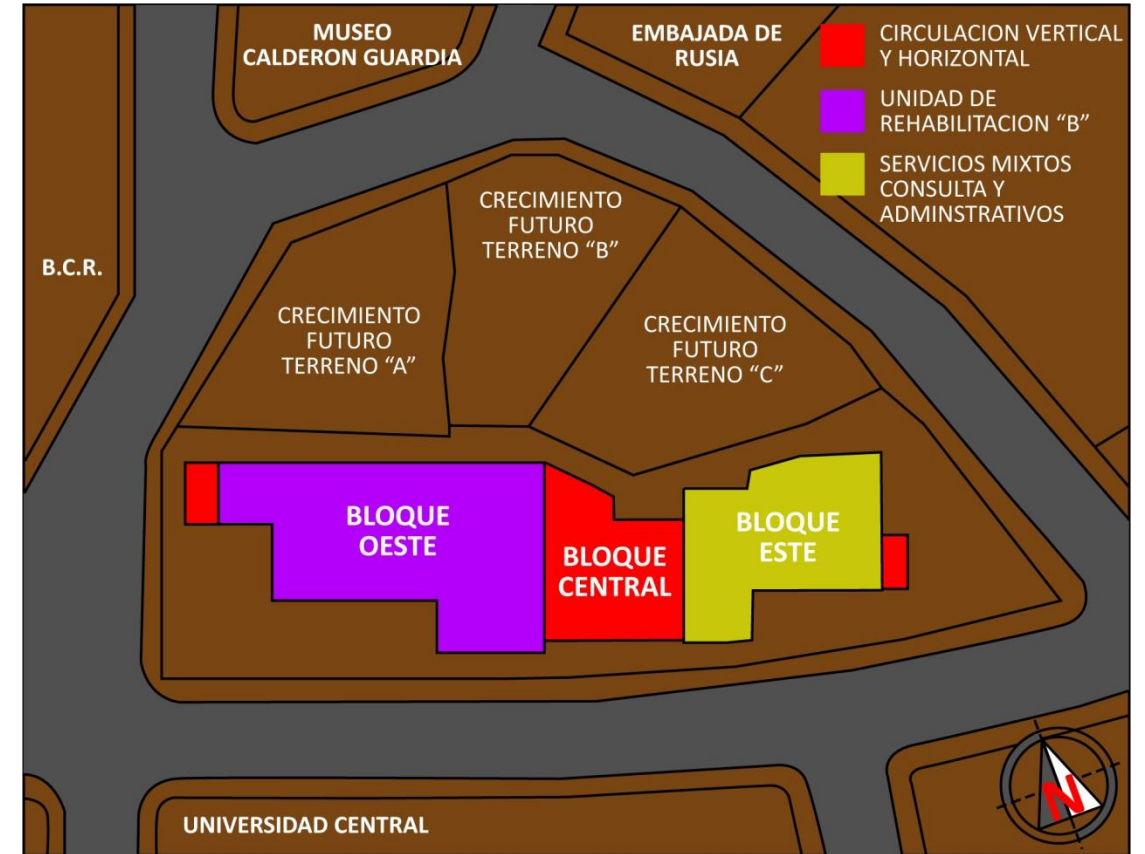 MUSEO
CALDERON GUARDIA
EMBAJADA DE
RUSIA
CIRCULACION VERTICAL
Y HORIZONTAL
UNIDAD DE
REHABILITACION “B”
SERVICIOS MIXTOS
CONSULTA Y
ADMINSTRATIVOS
B.C.R.
CRECIMIENTO
FUTURO
TERRENO “B”
CRECIMIENTO
FUTURO
TERRENO “A”
CRECIMIENTO
FUTURO
TERRENO “C”
BLOQUE
OESTE
BLOQUE
CENTRAL
BLOQUE
ESTE
UNIVERSIDAD CENTRAL
N